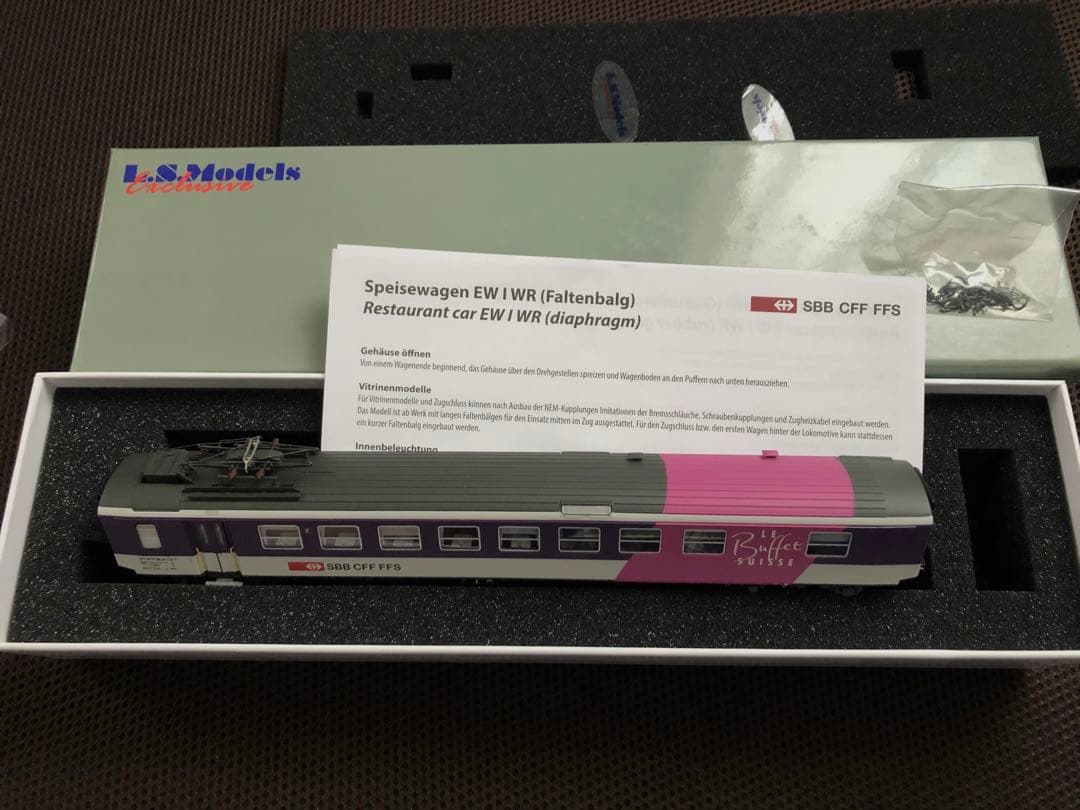 L.S.Models
L.S.Models
Exclusive
Speisewagen EW I WR (Faltenbalg)
Restaurant car EW I WR (diaphragm)
SBB CFF FFS
Gehäuse öffnen
Von einem Wagenende beginnend, das Gehäuse über den Drehgestellen spreizen und Wagenboden an den Puffern nach unten herausziehen.
Vitrinenmodelle
Für Vitrinenmodelle und Zugschluss können nach Ausbau der NEM-Kupplungen Imitationen der Bremsschläuche, Schraubenkupplungen und Zugheizkabel eingebaut werden.
Das Modell ist ab Werk mit langen Faltenbälgen für den Einsatz mitten im Zug ausgestattet. Für den Zugschluss bzw. den ersten Wagen hinter der Lokomotive kann stattdessen
ein kurzer Faltenbalg eingebaut werden.
Innenbeleuchtung
LE
Buffet
SUISSE
SBB CFF FFS